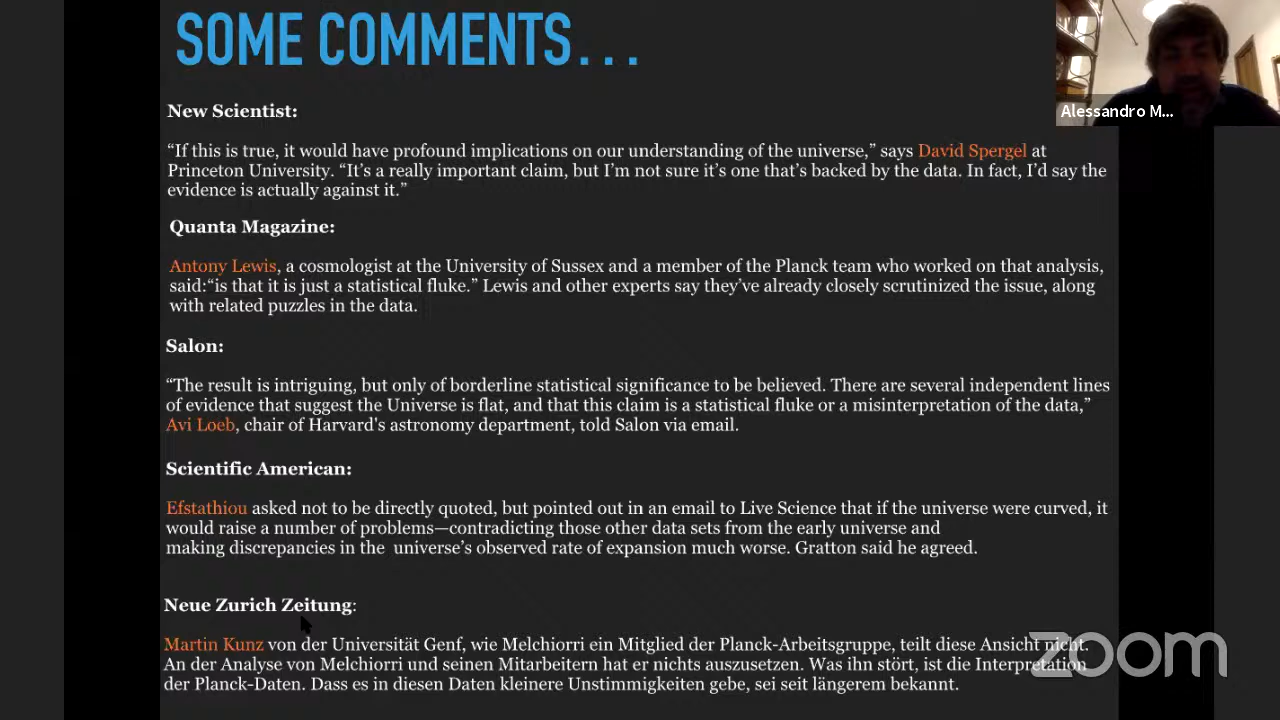 SOME COMMENTS...
Alessandro M...
New Scientist:
“If this is true, it would have profound implications on our understanding of the universe,” says David Spergel at
Princeton University. “It’s a really important claim, but I’m not sure it’s one that’s backed by the data. In fact, I’d say the
evidence is actually against it.”
Quanta Magazine:
Antony Lewis, a cosmologist at the University of Sussex and a member of the Planck team who worked on that analysis,
said:“is that it is just a statistical fluke.” Lewis and other experts say they’ve already closely scrutinized the issue, along
with related puzzles in the data.
Salon:
“The result is intriguing, but only of borderline statistical significance to be believed. There are several independent lines
of evidence that suggest the Universe is flat, and that this claim is a statistical fluke or a misinterpretation of the data,”
Avi Loeb, chair of Harvard's astronomy department, told Salon via email.
Scientific American:
Efstathiou asked not to be directly quoted, but pointed out in an email to Live Science that if the universe were curved, it
would raise a number of problems—contradicting those other data sets from the early universe and
making discrepancies in the universe’s observed rate of expansion much worse. Gratton said he agreed.
Neue Zurich Zeitung:
Martin Kunz von der Universität Genf, wie Melchiorri ein Mitglied der Planck-Arbeitsgruppe, teilt diese Ansicht nicht.
An der Analyse von Melchiorri und seinen Mitarbeitern hat er nichts auszusetzen. Was ihn stört, ist die Interpretation
der Planck-Daten. Dass es in diesen Daten kleinere Unstimmigkeiten gebe, sei seit längerem bekannt.
zoom